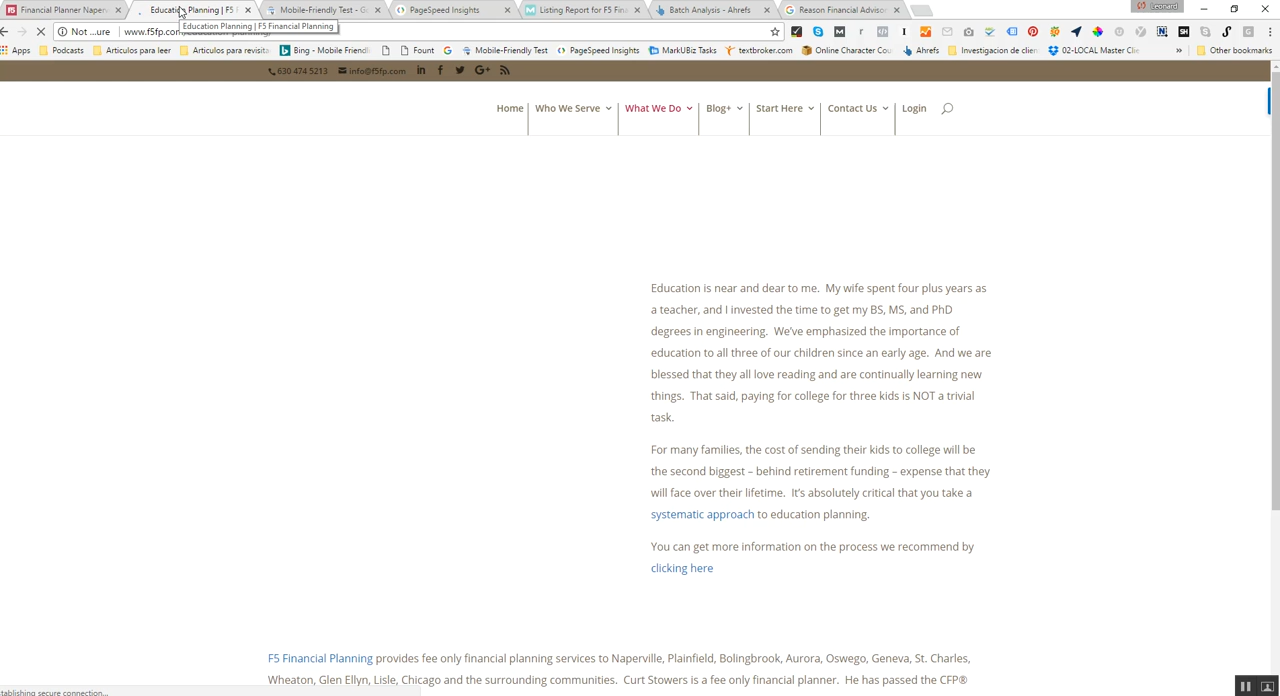 Financial Planner Naper
Education Planning | F5 F
Mobile-Friendly Test - Go
PageSpeed Insights
Listing Report for F5 Fina
Batch Analysis - Ahrefs
Reason Financial Advisor
Leonard
Education Planning | F5 Financial Planning
Not ...ure
www.f5fp.com
Apps
Podcasts
Articulos para leer
Articulos para revisita
Bing - Mobile Friendl
Fount
Mobile-Friendly Test
PageSpeed Insights
MarkUBiz Tasks
textbroker.com
Online Character Cou
Ahrefs
Investigacion de clien
02-LOCAL Master Clie
»
Other bookmarks
630 474 5213 info@f5fp.com
Home Who We Serve What We Do Blog+ Start Here Contact Us Login
Education is near and dear to me. My wife spent four plus years as
a teacher, and I invested the time to get my BS, MS, and PhD
degrees in engineering. We've emphasized the importance of
education to all three of our children since an early age. And we are
blessed that they all love reading and are continually learning new
things. That said, paying for college for three kids is NOT a trivial
task.
For many families, the cost of sending their kids to college will be
the second biggest – behind retirement funding – expense that they
will face over their lifetime. It's absolutely critical that you take a
systematic approach to education planning.
You can get more information on the process we recommend by
clicking here
F5 Financial Planning provides fee only financial planning services to Naperville, Plainfield, Bolingbrook, Aurora, Oswego, Geneva, St. Charles,
Wheaton, Glen Ellyn, Lisle, Chicago and the surrounding communities. Curt Stowers is a fee only financial planner. He has passed the CFP®
stablishing secure connection...